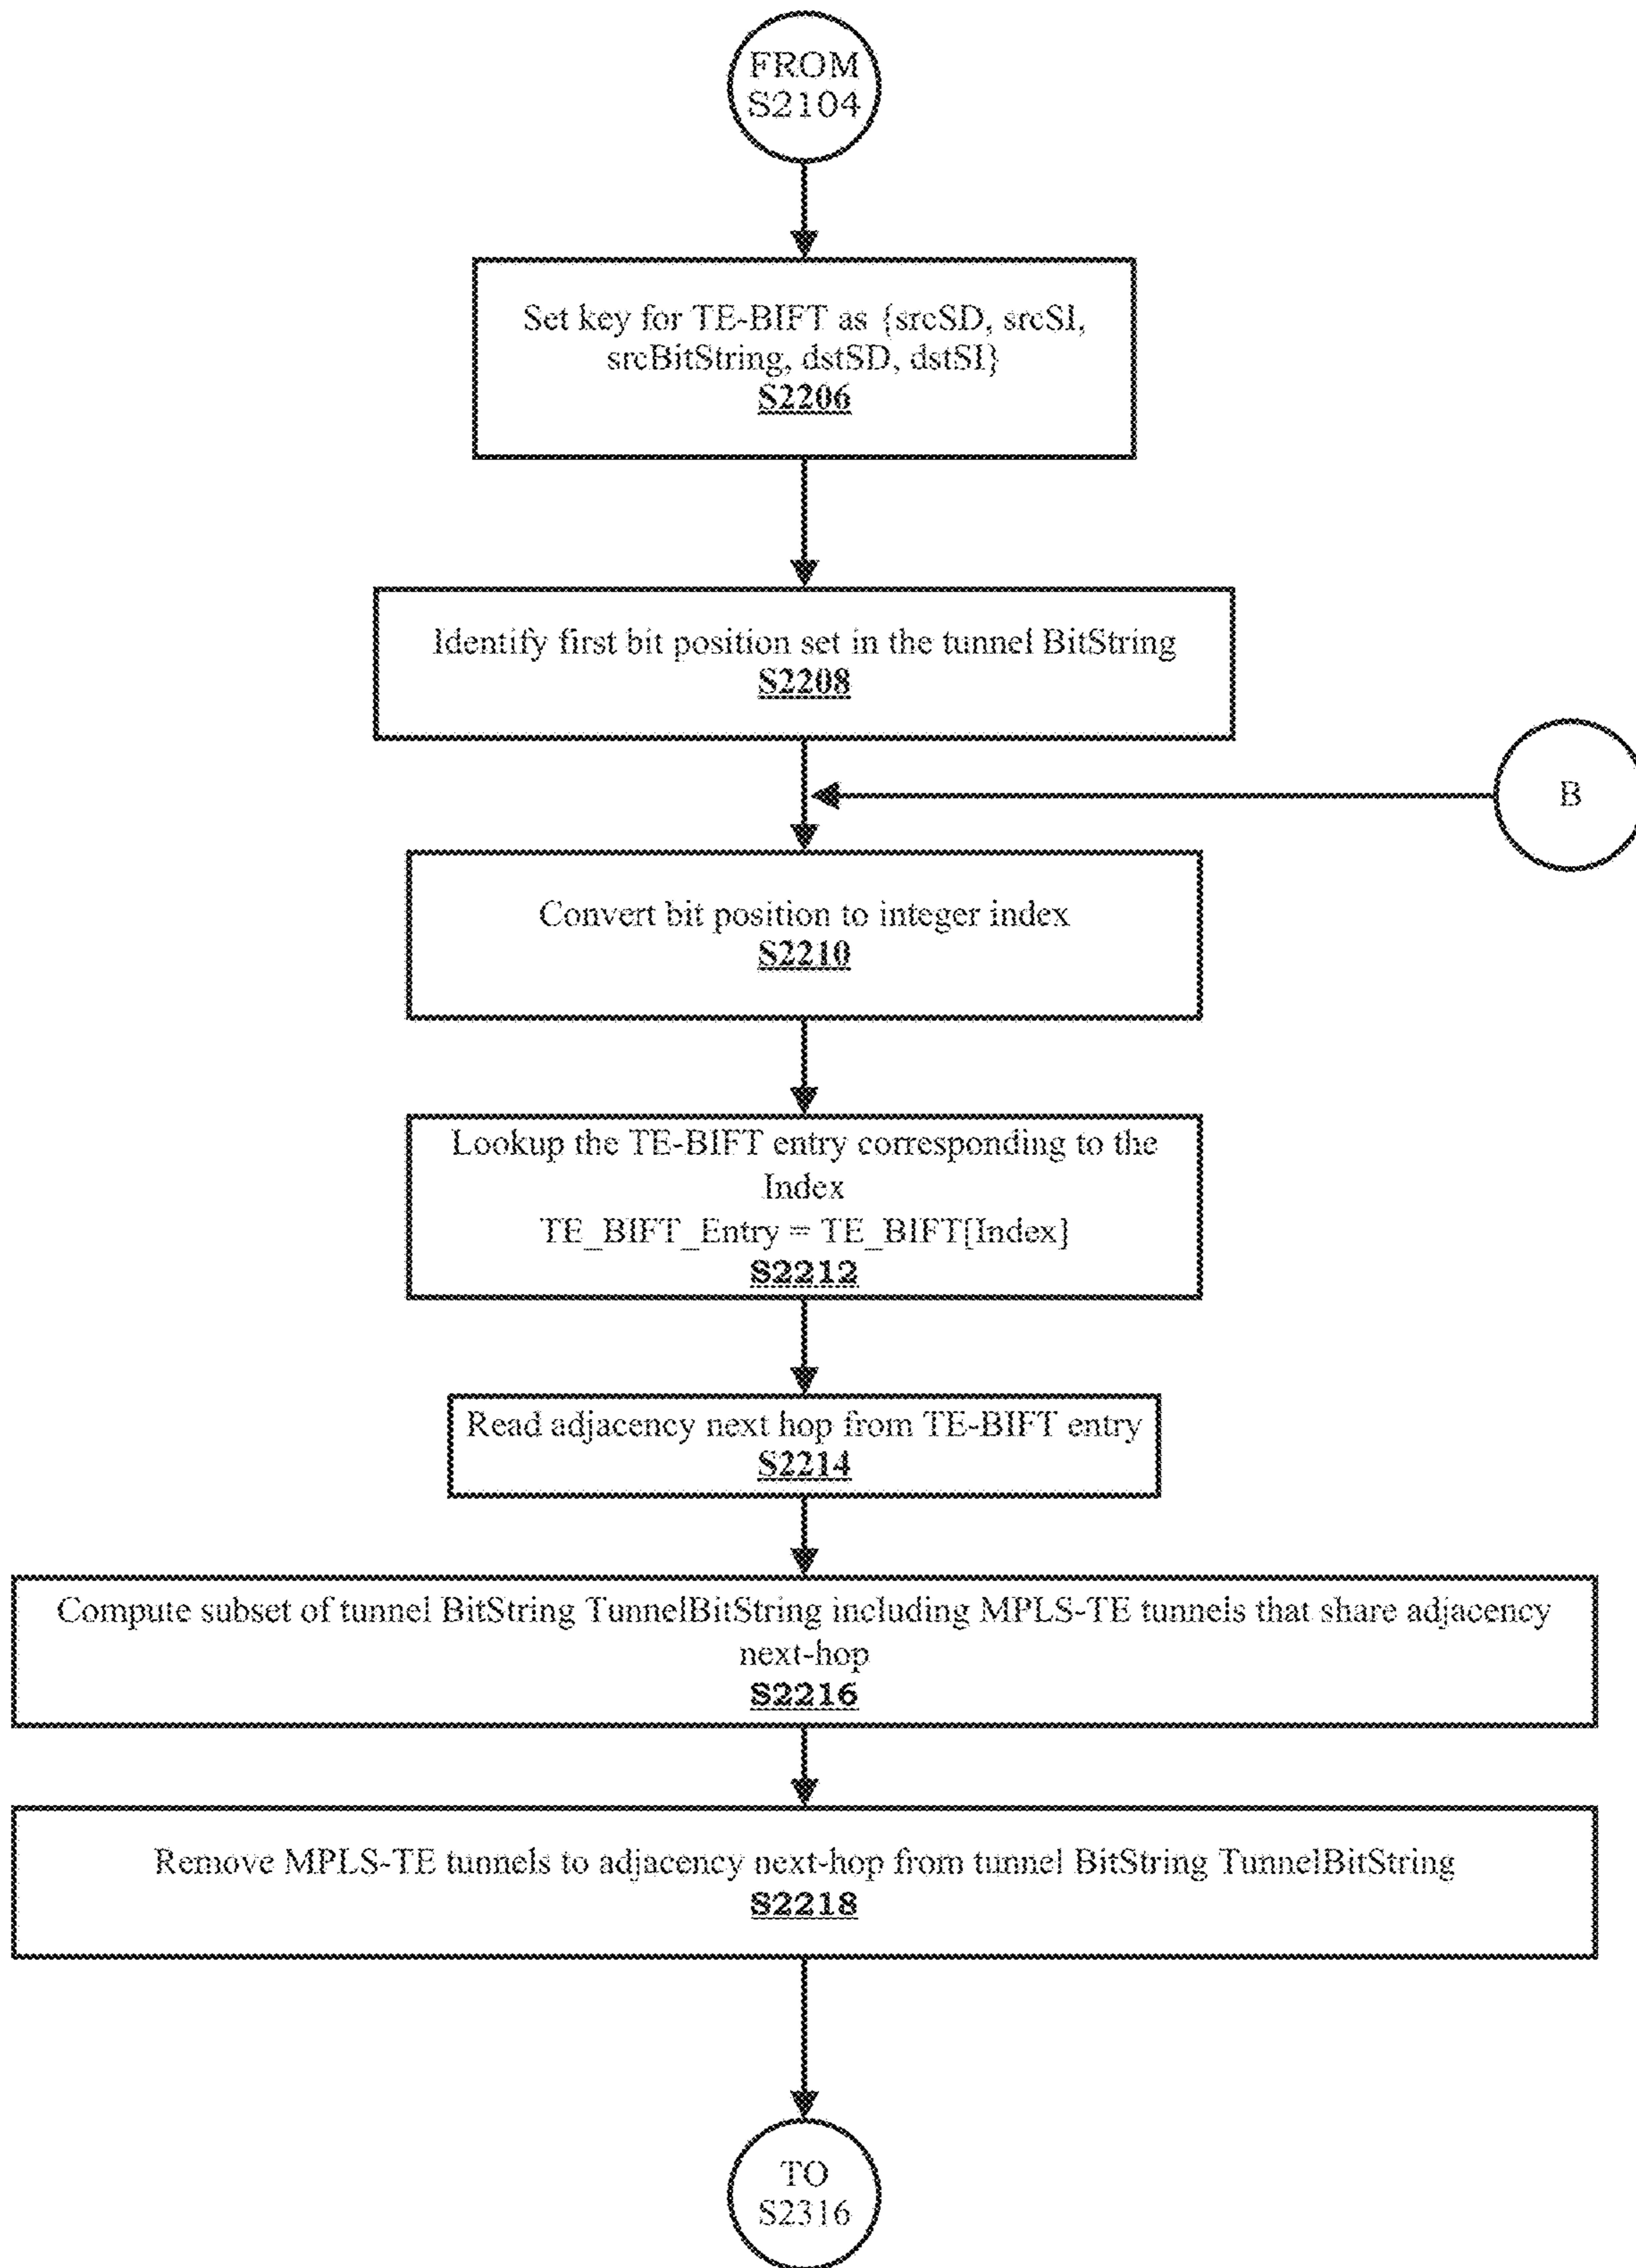 FROM
S2104
Set key for TE-BIFT as {srcSD, srcSI,
srcBitString, dstSD, dstSI}
S2206
Identify first bit position set in the tunnel BitString
S2208
B
Convert bit position to integer index
S2210
Lookup the TE-BIFT entry corresponding to the
Index
TE_BIFT_Entry = TE_BIFT[Index]
S2212
Read adjacency next hop from TE-BIFT entry
S2214
Compute subset of tunnel BitString TunnelBitString including MPLS-TE tunnels that share adjacency
next-hop
S2216
Remove MPLS-TE tunnels to adjacency next-hop from tunnel BitString TunnelBitString
S2218
TO
S2316